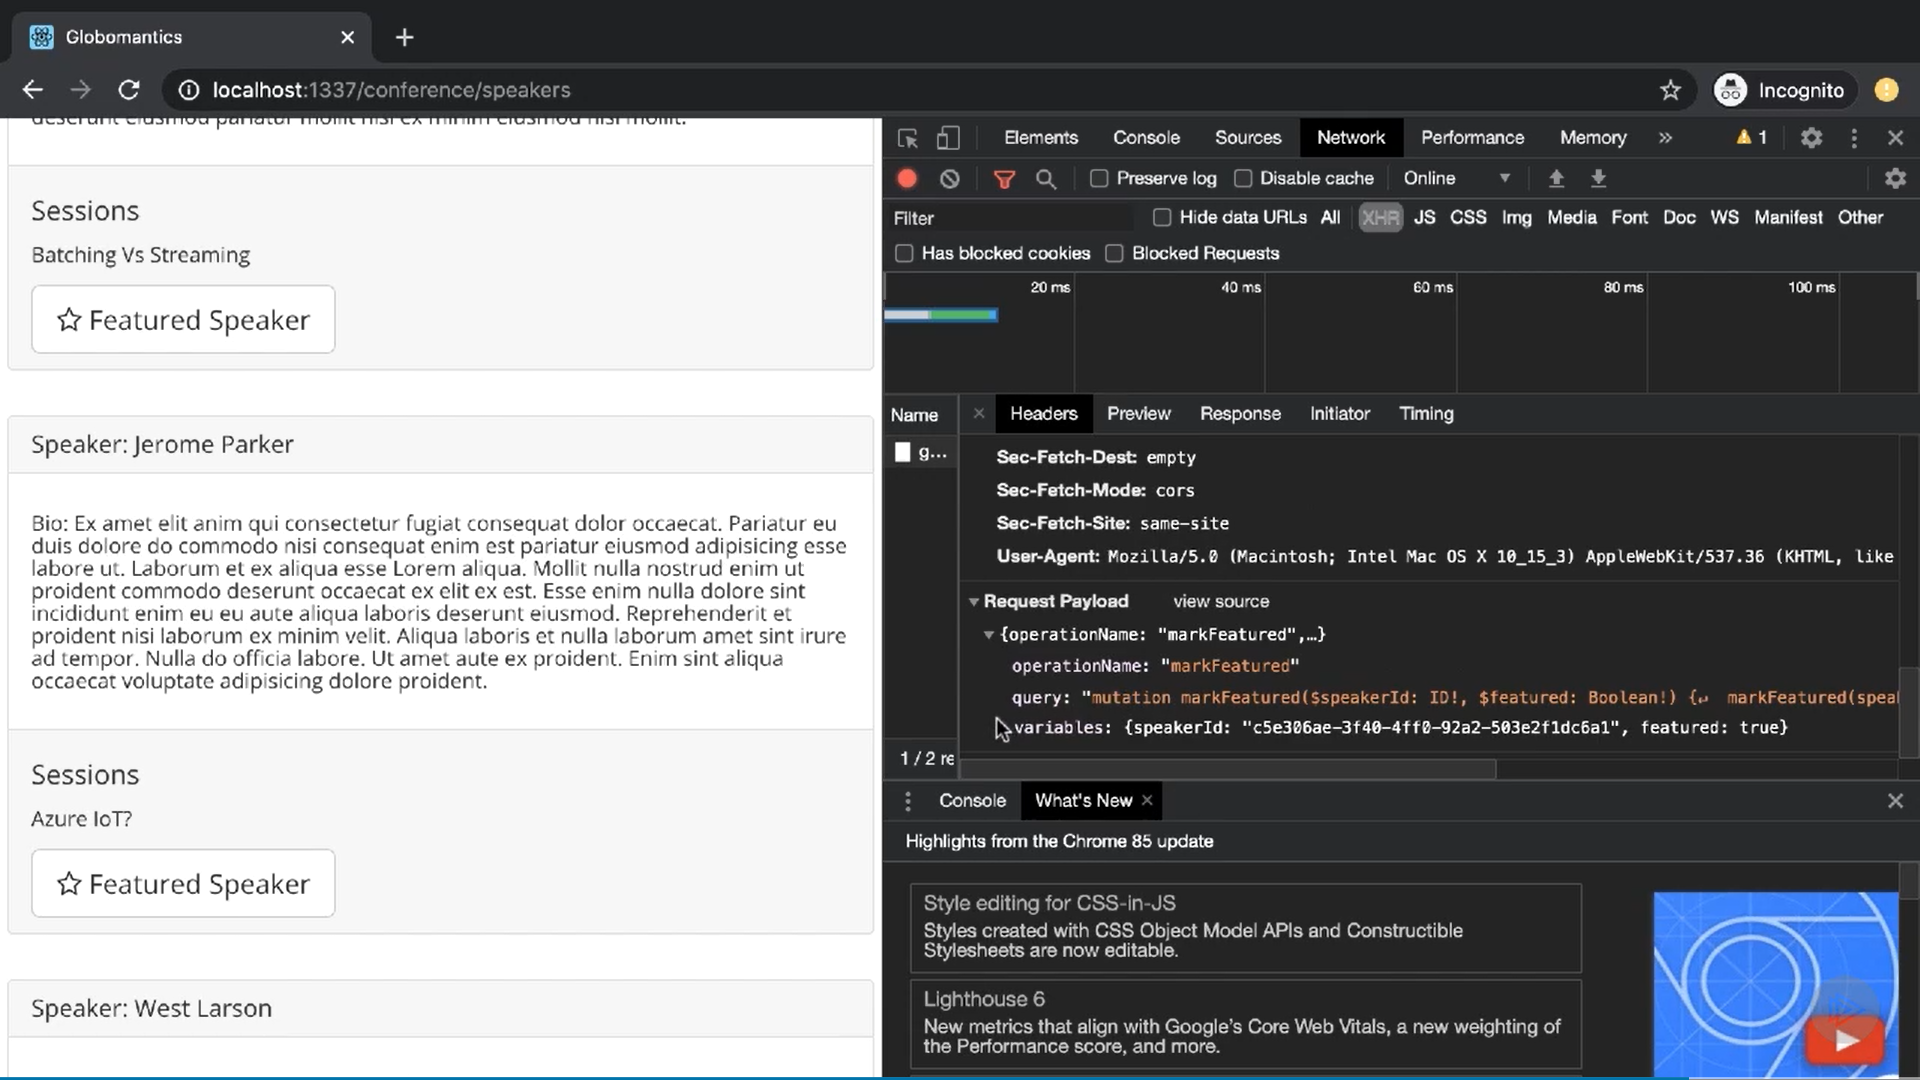 Globomantics
localhost:1337/conference/speakers
Incognito
deserunt eiusmod pariatur mollit nisi ex minim eiusmod nisi mollit.
Sessions
Batching Vs Streaming
☆ Featured Speaker
Speaker: Jerome Parker
Bio: Ex amet elit anim qui consectetur fugiat consequat dolor occaecat. Pariatur eu
duis dolore do commodo nisi consequat enim est pariatur eiusmod adipisicing esse
labore ut. Laborum et ex aliqua esse Lorem aliqua. Mollit nulla nostrud enim ut
proident commodo deserunt occaecat ex elit ex est. Esse enim nulla dolore sint
incididunt enim eu eu aute aliqua laboris deserunt eiusmod. Reprehenderit et
proident nisi laborum ex minim velit. Aliqua laboris et nulla laborum amet sint irure
ad tempor. Nulla do officia labore. Ut amet aute ex proident. Enim sint aliqua
occaecat voluptate adipisicing dolore proident.
Sessions
Azure IoT?
☆ Featured Speaker
Speaker: West Larson
Elements Console Sources Network Performance Memory » 1
Preserve log Disable cache Online
Filter Hide data URLs All XHR JS CSS Img Media Font Doc WS Manifest Other
Has blocked cookies Blocked Requests
20 ms 40 ms 60 ms 80 ms 100 ms
Name × Headers Preview Response Initiator Timing
g...
Sec-Fetch-Dest: empty
Sec-Fetch-Mode: cors
Sec-Fetch-Site: same-site
User-Agent: Mozilla/5.0 (Macintosh; Intel Mac OS X 10_15_3) AppleWebKit/537.36 (KHTML, like
Request Payload view source
{operationName: "markFeatured",…}
operationName: "markFeatured"
query: "mutation markFeatured($speakerId: ID!, $featured: Boolean!) {↵ markFeatured(speal
variables: {speakerId: "c5e306ae-3f40-4ff0-92a2-503e2f1dc6a1", featured: true}
1 / 2 re
Console What's New ×
Highlights from the Chrome 85 update
Style editing for CSS-in-JS
Styles created with CSS Object Model APIs and Constructible
Stylesheets are now editable.
Lighthouse 6
New metrics that align with Google's Core Web Vitals, a new weighting of
the Performance score, and more.